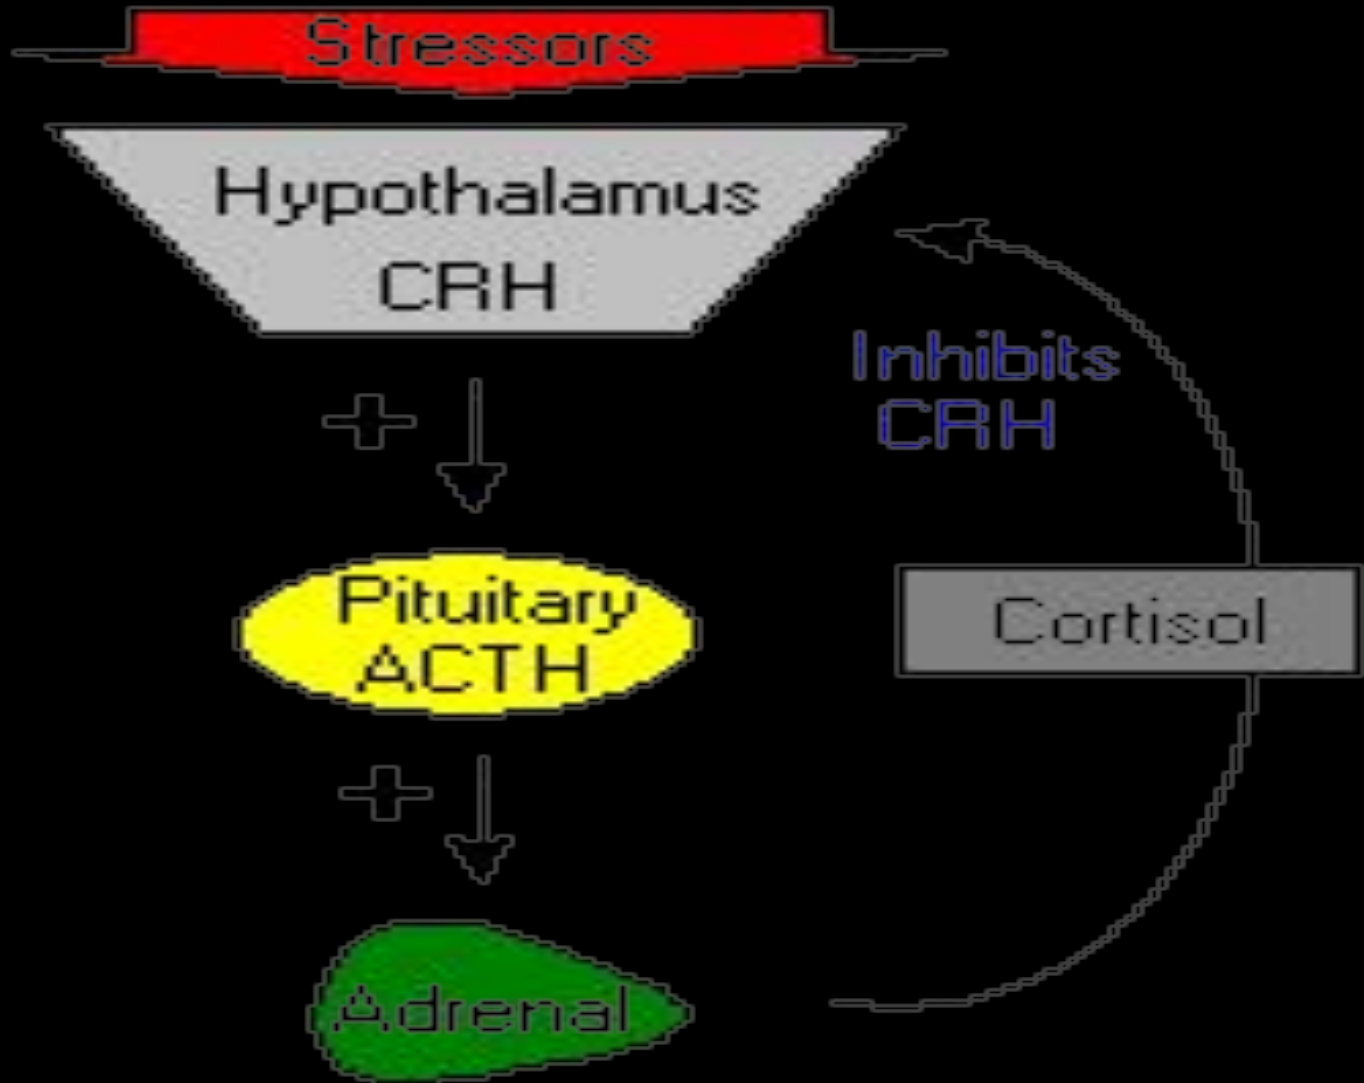 Stressors
Hypothalamus
CRH
+
Inhibits
CRH
Pituitary
ACTH
Cortisol
+
Adrenal